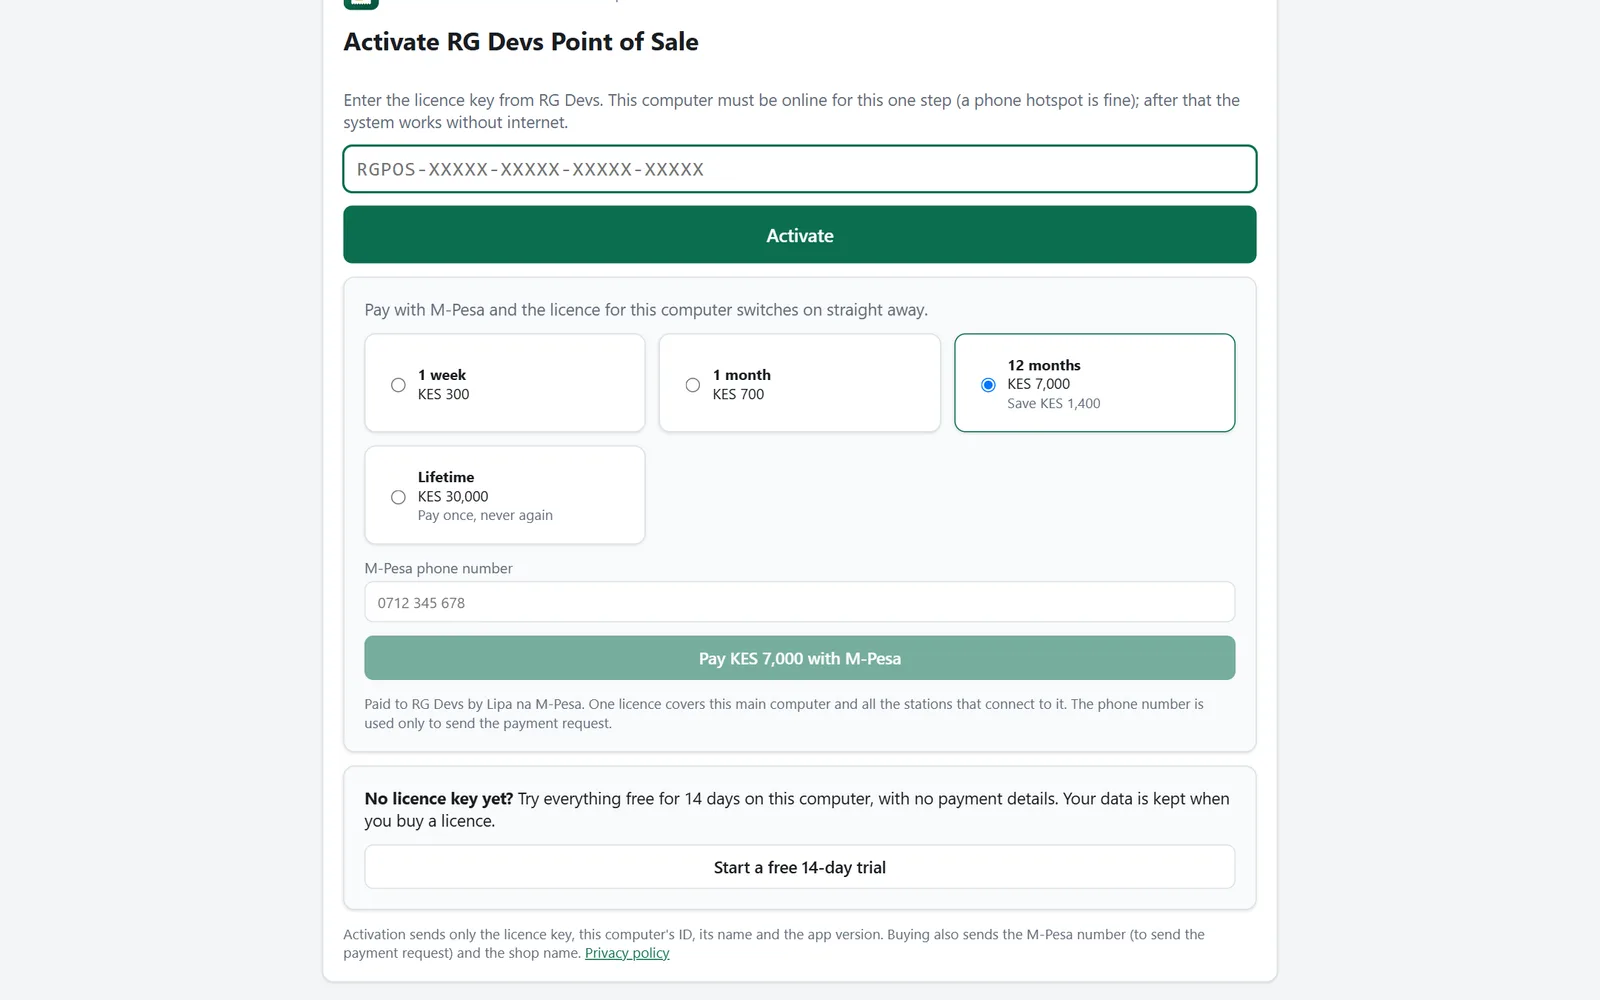 Activate RG Devs Point of Sale
Enter the licence key from RG Devs. This computer must be online for this one step (a phone hotspot is fine); after that the
system works without internet.
RGPOS-XXXXX-XXXXX-XXXXX-XXXXX
Activate
Pay with M-Pesa and the licence for this computer switches on straight away.
1 week
KES 300
1 month
KES 700
12 months
KES 7,000
Save KES 1,400
Lifetime
KES 30,000
Pay once, never again
M-Pesa phone number
0712 345 678
Pay KES 7,000 with M-Pesa
Paid to RG Devs by Lipa na M-Pesa. One licence covers this main computer and all the stations that connect to it. The phone number is
used only to send the payment request.
No licence key yet? Try everything free for 14 days on this computer, with no payment details. Your data is kept when
you buy a licence.
Start a free 14-day trial
Activation sends only the licence key, this computer's ID, its name and the app version. Buying also sends the M-Pesa number (to send the
payment request) and the shop name. Privacy policy